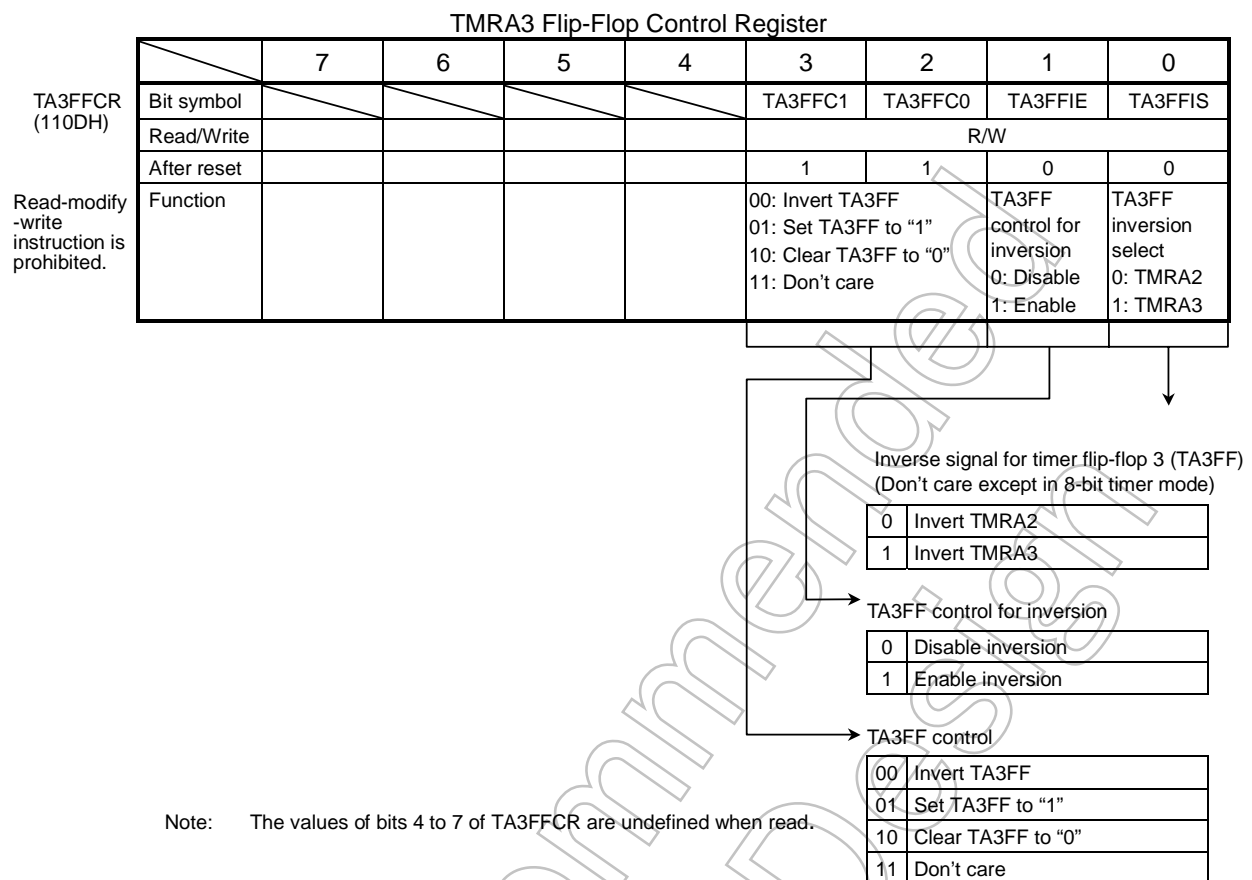 TMRA3 Flip-Flop Control Register
7 6 5 4 3 2 1 0
TA3FFCR
(110DH)
Bit symbol TA3FFC1 TA3FFC0 TA3FFIE TA3FFIS
Read/Write R/W
After reset 1 1 0 0
Read-modify
-write
instruction is
prohibited.
Function
00: Invert TA3FF
01: Set TA3FF to “1”
10: Clear TA3FF to “0”
11: Don’t care
TA3FF
control for
inversion
0: Disable
1: Enable
TA3FF
inversion
select
0: TMRA2
1: TMRA3
Inverse signal for timer flip-flop 3 (TA3FF)
(Don’t care except in 8-bit timer mode)
0 Invert TMRA2
1 Invert TMRA3
TA3FF control for inversion
0 Disable inversion
1 Enable inversion
TA3FF control
00 Invert TA3FF
01 Set TA3FF to “1”
10 Clear TA3FF to “0”
11 Don’t care
Note: The values of bits 4 to 7 of TA3FFCR are undefined when read.